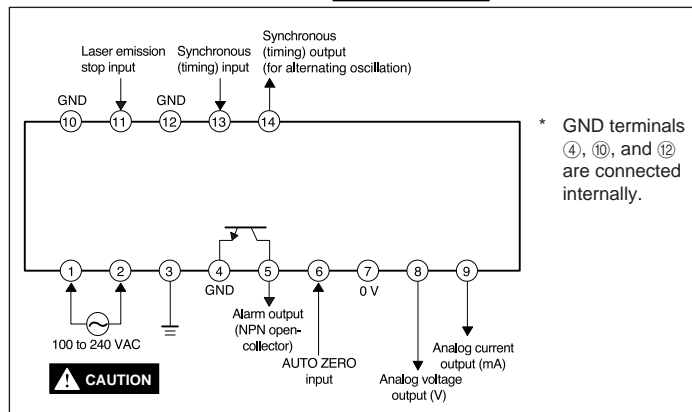 Synchronous
Laser emission Synchronous (timing) output
stop input (timing) input (for alternating oscillation)
GND GND
10 11 12 13 14
* GND terminals
④, ⑩, and ⑫
are connected
internally.
1 2 3 4 5 6 7 8 9
GND 0 V
Alarm output
(NPN open-
collector)
100 to 240 VAC
AUTO ZERO
input
Analog current
output (mA)
Analog voltage
output (V)
CAUTION